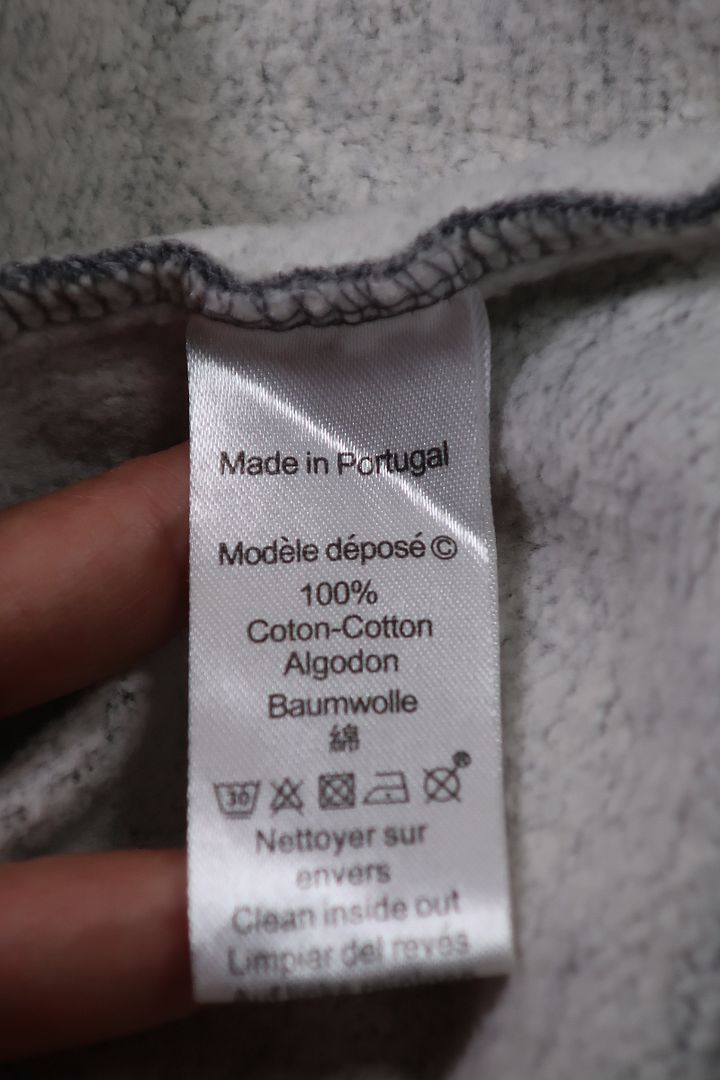 Made in Portugal
Modèle déposé ©
100%
Coton-Cotton
Algodon
Baumwolle
綿
30
Nettoyer sur
envers
Clean inside out
Limpiar del revés